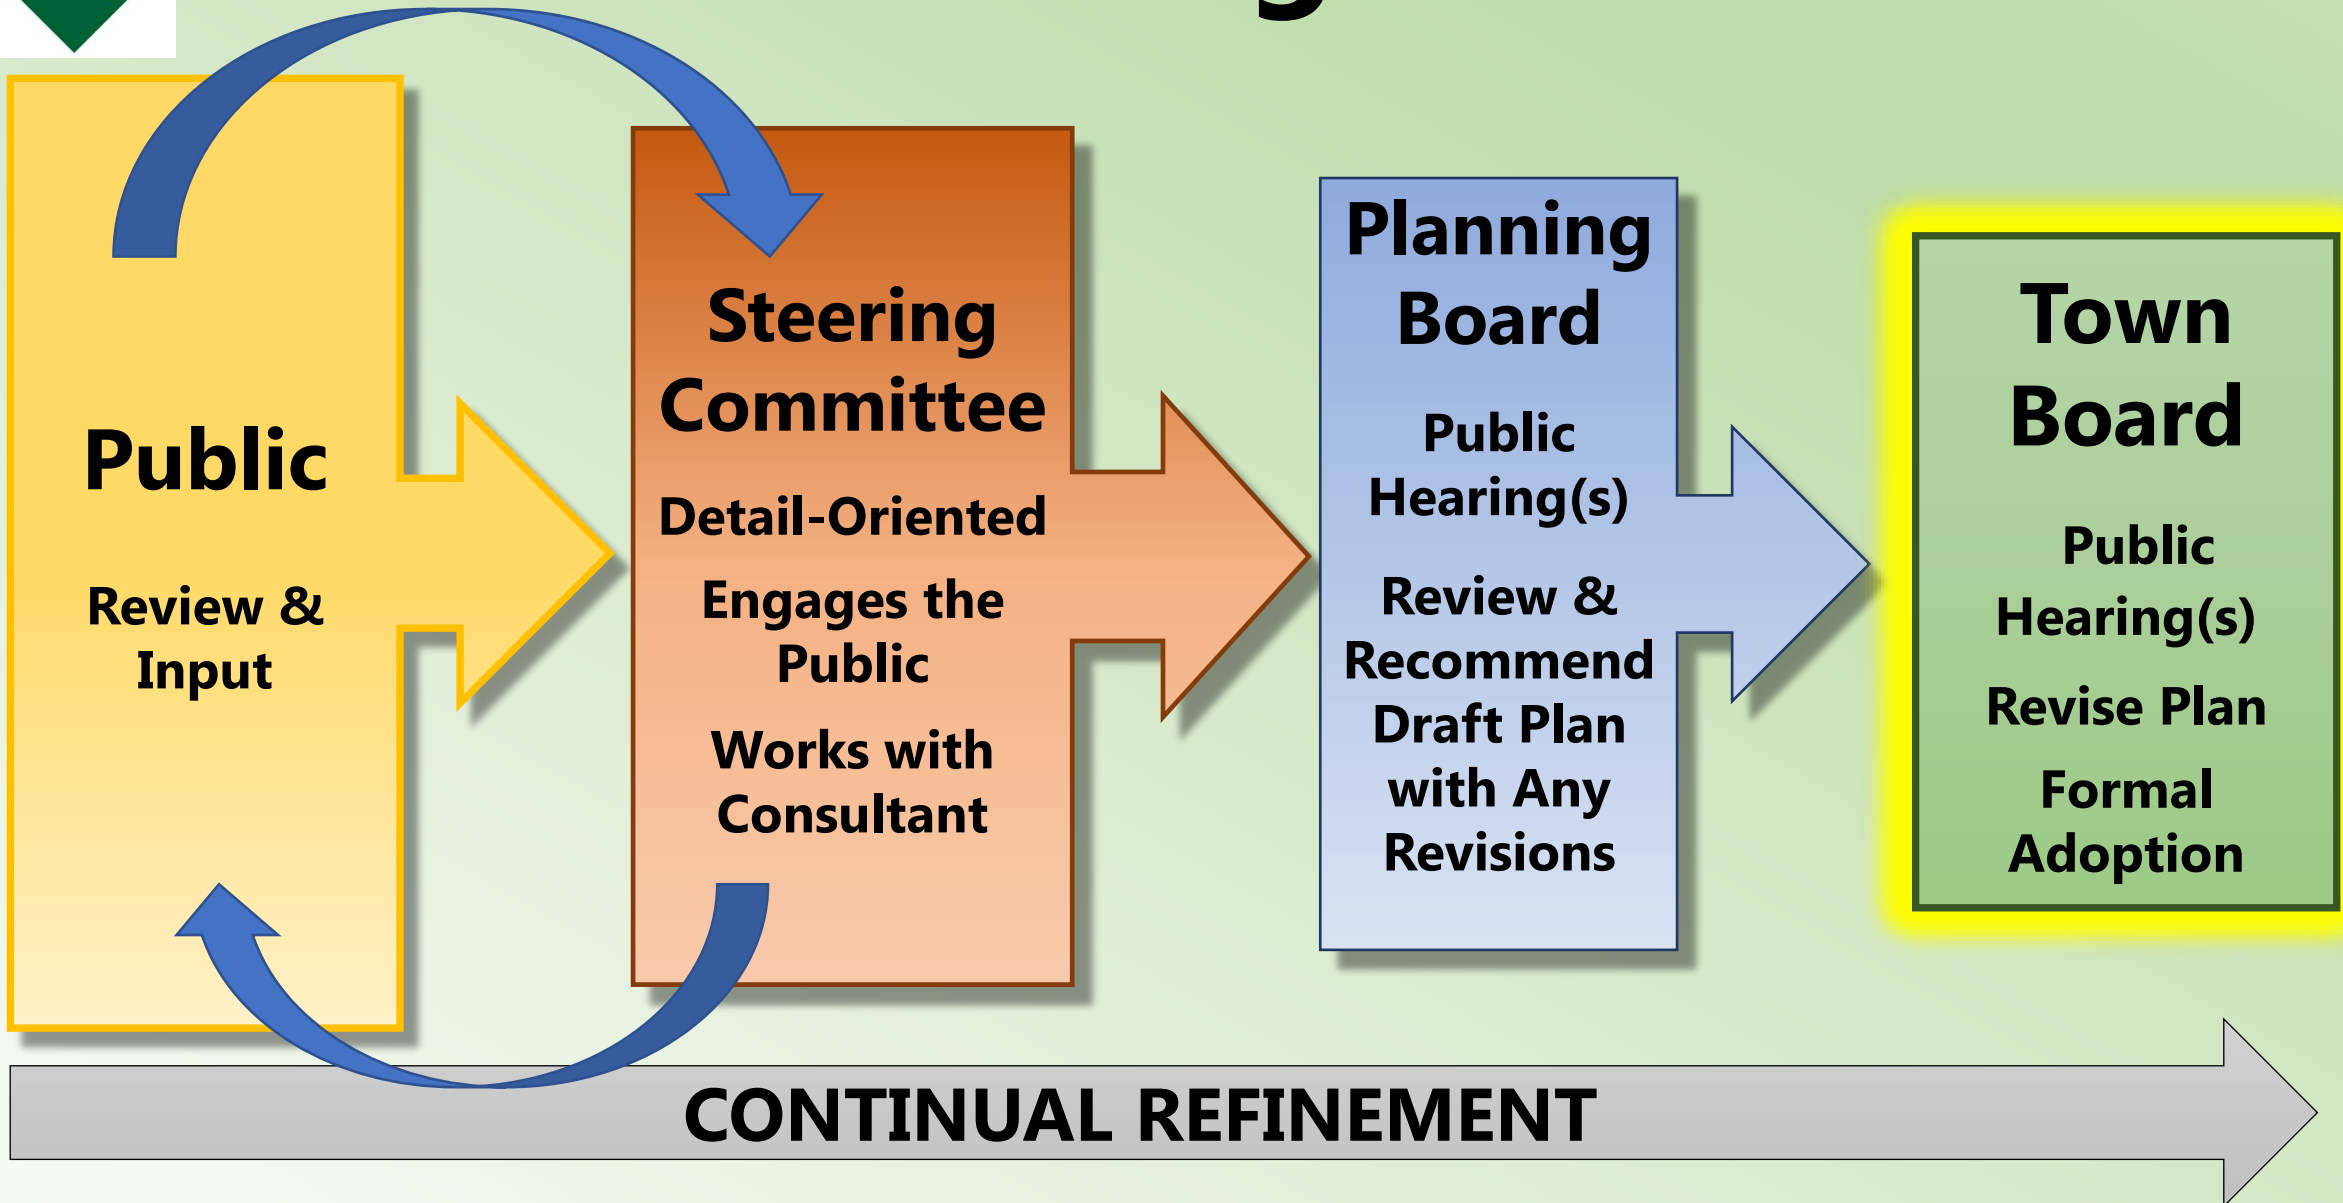 Public
Review &
Input
Steering
Committee
Detail-Oriented
Engages the
Public
Works with
Consultant
Planning
Board
Public
Hearing(s)
Review &
Recommend
Draft Plan
with Any
Revisions
Town
Board
Public
Hearing(s)
Revise Plan
Formal
Adoption
CONTINUAL REFINEMENT